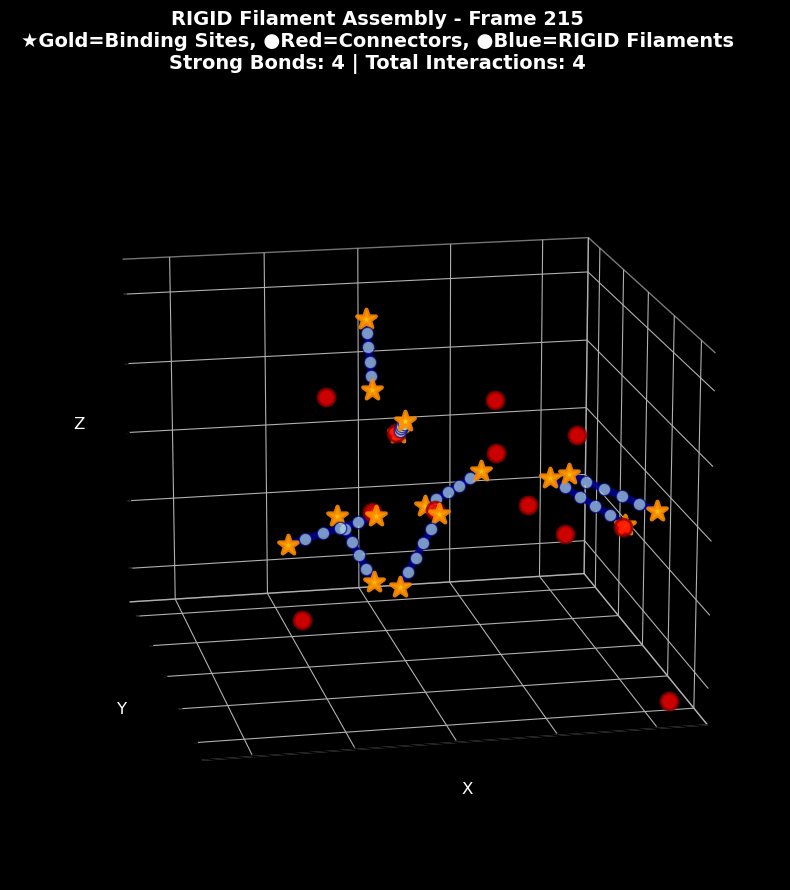 RIGID Filament Assembly - Frame 215
★Gold=Binding Sites, ●Red=Connectors, ●Blue=RIGID Filaments
Strong Bonds: 4 | Total Interactions: 4
Z
Y
X